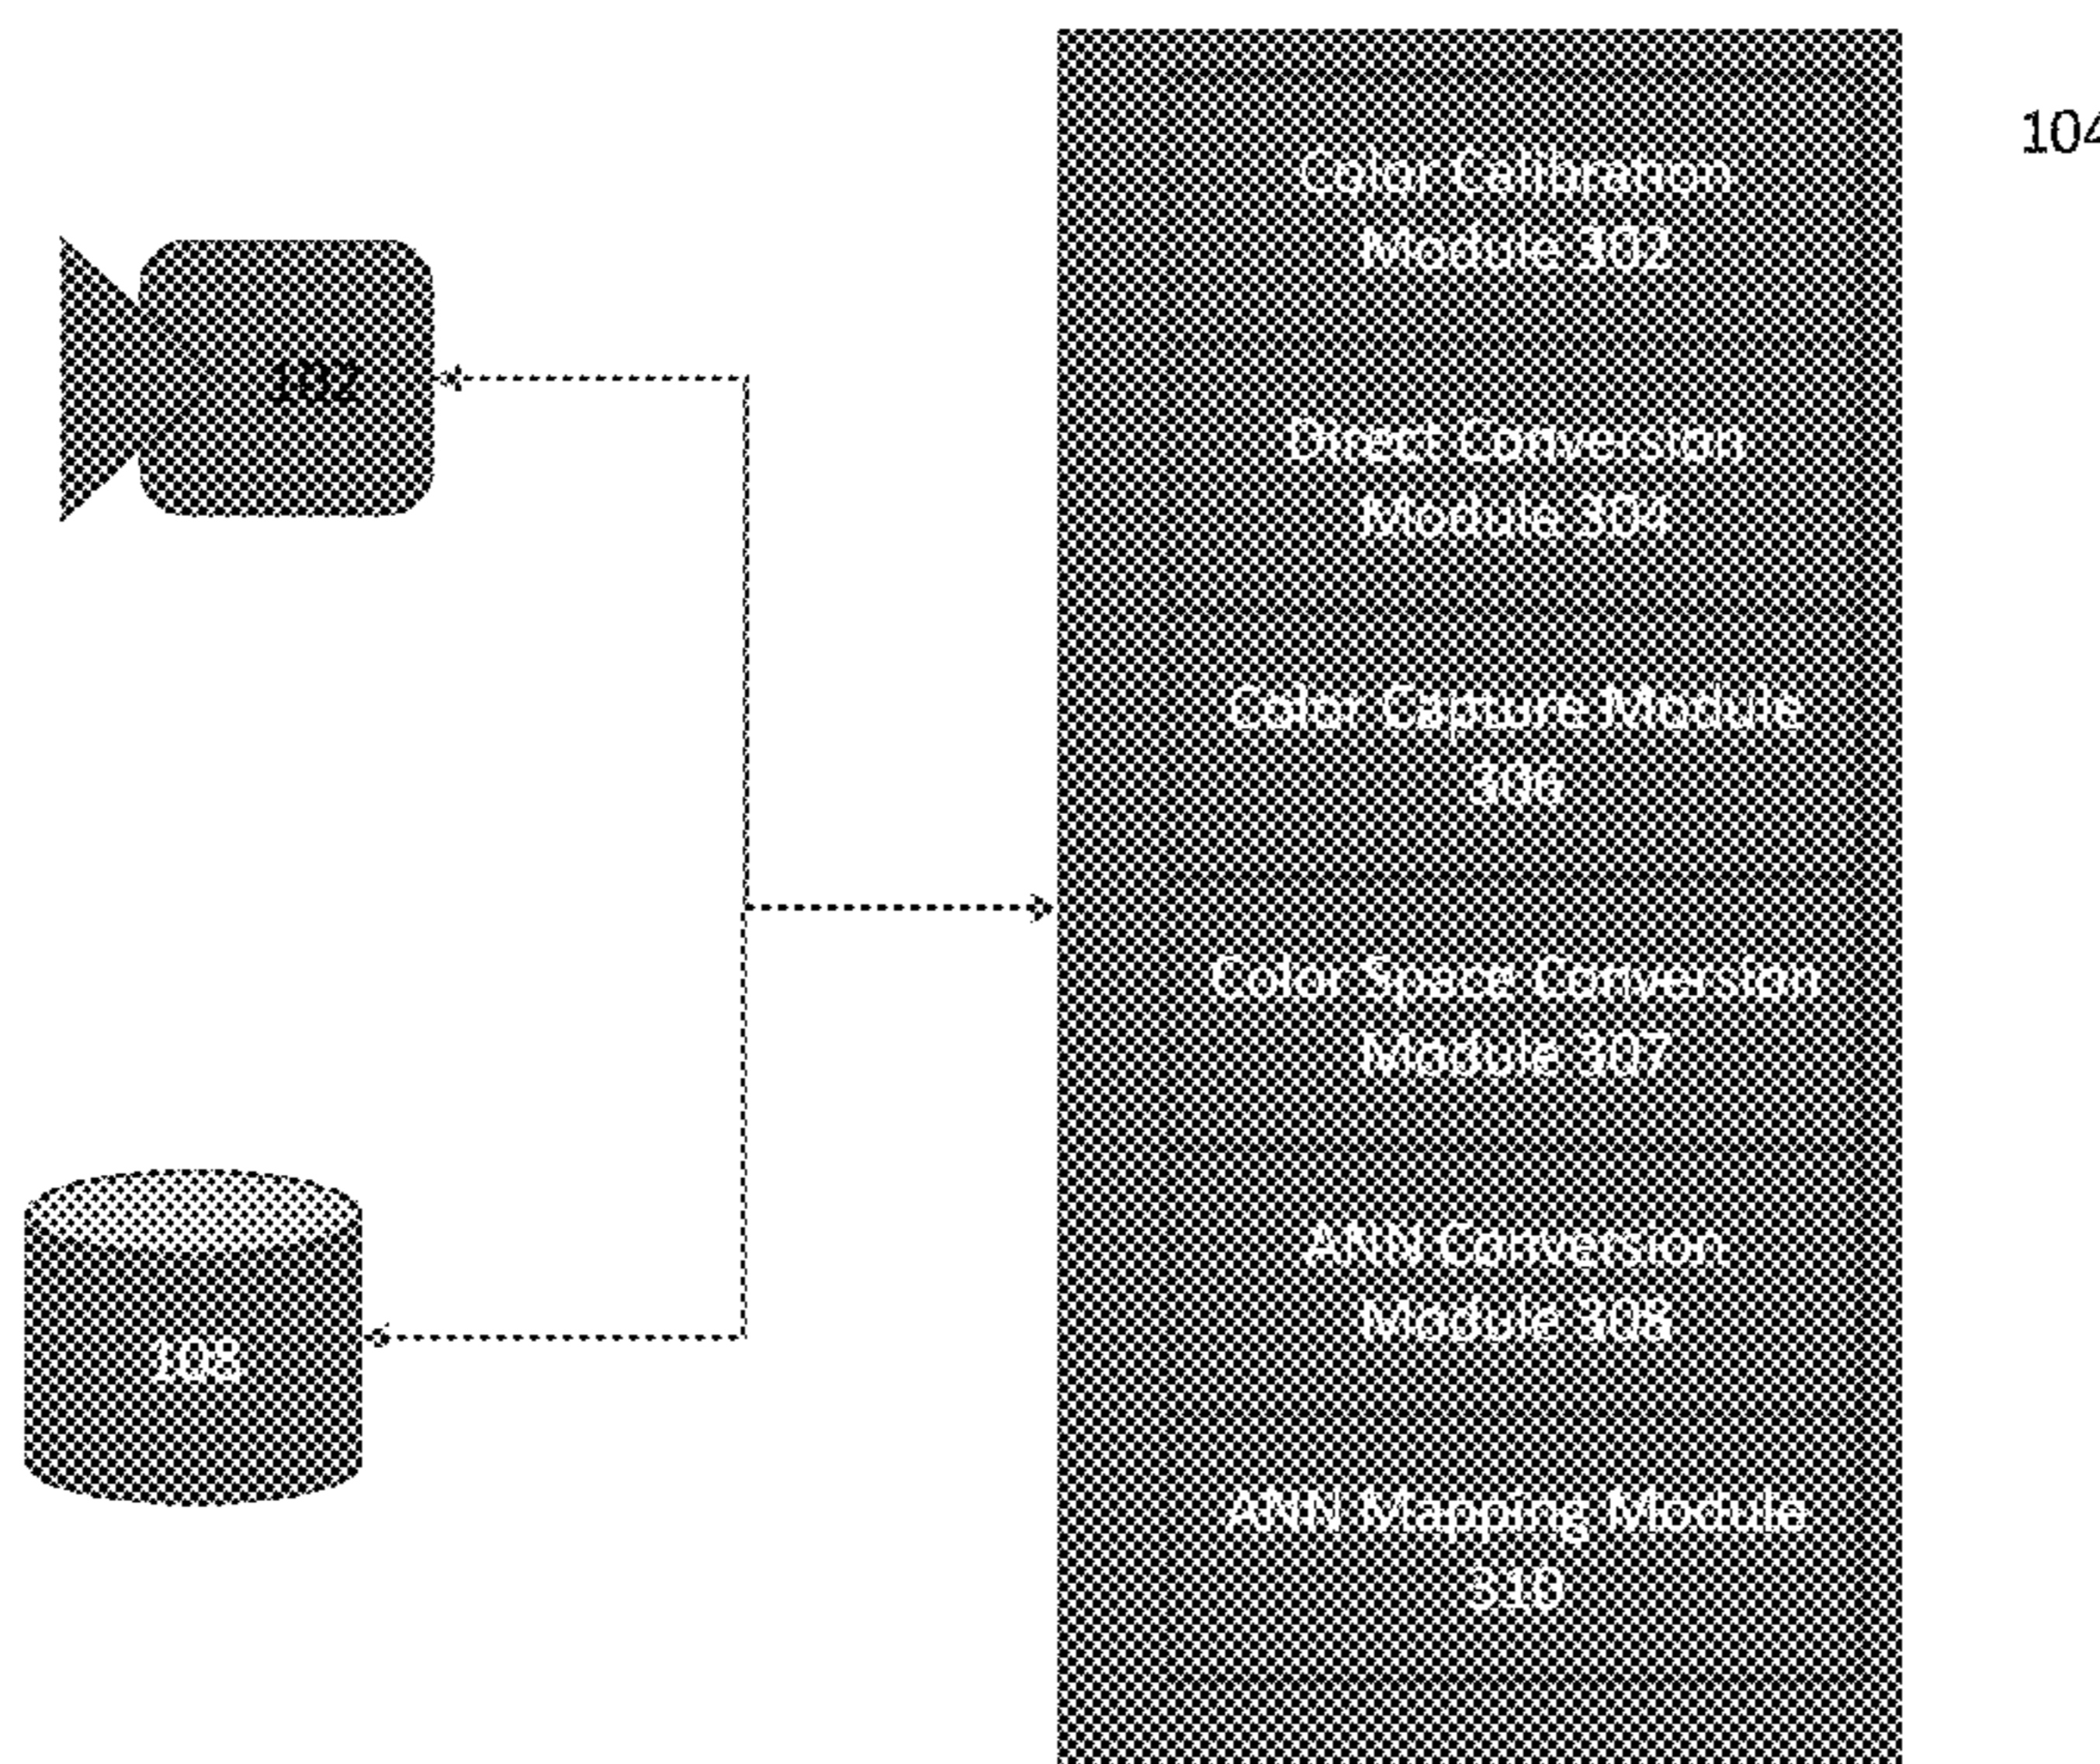 104
Color Calibration
Module 302
102
Direct Conversion
Module 304
Color Capture Module
306
Color Space Conversion
Module 307
108
ANN Conversion
Module 308
ANN Mapping Module
310